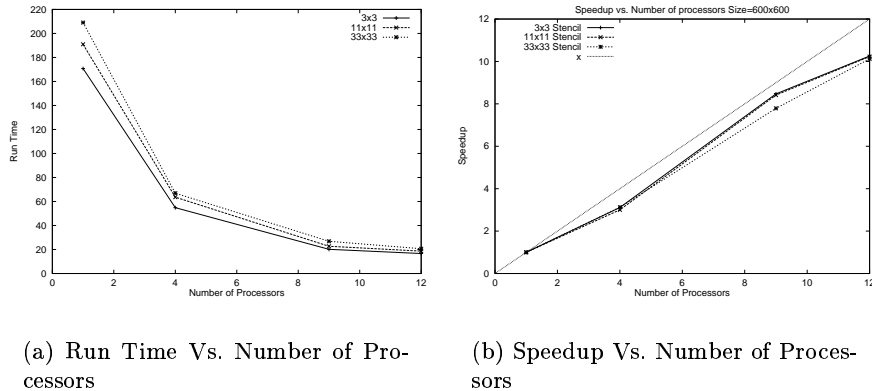 220
200
180
160
140
120
100
80
60
40
20
0
Run Time
0 2 4 6 8 10 12
Number of Processors
3x3
11x11
33x33
Speedup vs. Number of processors Size=600x600
12
10
8
6
4
2
0
Speedup
0 2 4 6 8 10 12
Number of Processors
3x3 Stencil
11x11 Stencil
33x33 Stencil
x
(a) Run Time Vs. Number of Pro-
cessors
(b) Speedup Vs. Number of Proces-
sors